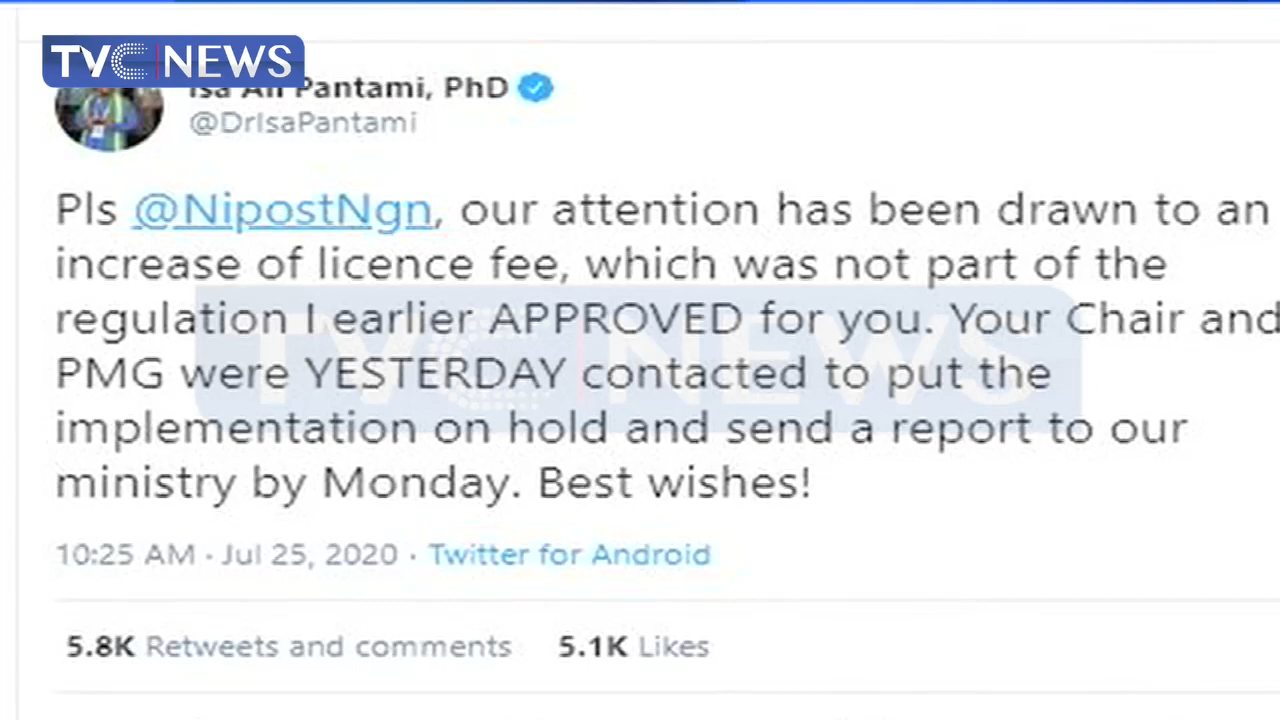 TVC NEWS
Isa Ali Pantami, PhD
@DrIsaPantami
Pls @NipostNgn, our attention has been drawn to an
increase of licence fee, which was not part of the
regulation I earlier APPROVED for you. Your Chair and
PMG were YESTERDAY contacted to put the
implementation on hold and send a report to our
ministry by Monday. Best wishes!
10:25 AM · Jul 25, 2020 · Twitter for Android
5.8K Retweets and comments 5.1K Likes
TVC NEWS